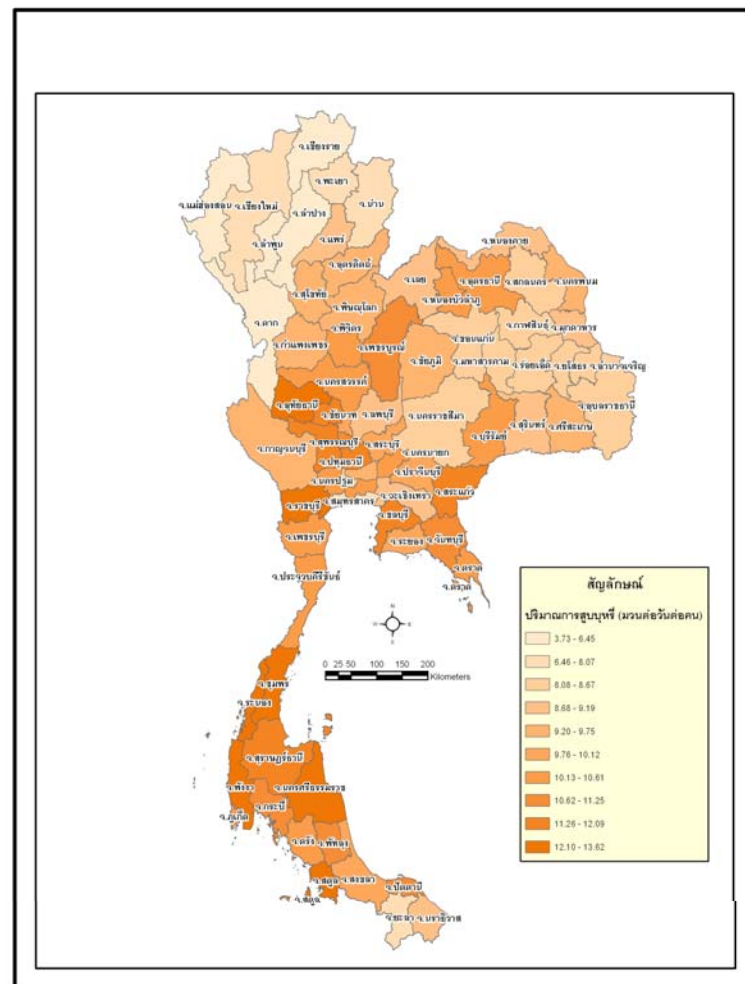 จ.เชียงราย
จ.พะเยา
จ.แม่ฮ่องสอน
จ.เชียงใหม่
จ.ลำปาง
จ.น่าน
จ.ลำพูน
จ.แพร่
จ.อุตรดิตถ์
จ.หนองคาย
จ.เลย
จ.อุดรธานี
จ.สกลนคร
จ.นครพนม
จ.สุโขทัย
จ.พิษณุโลก
จ.หนองบัวลำภู
จ.ตาก
จ.พิจิตร
จ.กาฬสินธุ์
จ.มุกดาหาร
จ.กำแพงเพชร
จ.เพชรบูรณ์
จ.ขอนแก่น
จ.ชัยภูมิ
จ.มหาสารคาม
จ.ร้อยเอ็ด
จ.ยโสธร
จ.อำนาจเจริญ
จ.นครสวรรค์
จ.อุทัยธานี
จ.ชัยนาท
จ.ลพบุรี
จ.นครราชสีมา
จ.อุบลราชธานี
จ.บุรีรัมย์
จ.สุรินทร์
จ.ศรีสะเกษ
จ.กาญจนบุรี
จ.สุพรรณบุรี
จ.สระบุรี
จ.นครนายก
จ.ปทุมธานี
จ.ปราจีนบุรี
จ.นครปฐม
จ.สระแก้ว
จ.ราชบุรี
จ.สมุทรสาคร
จ.ฉะเชิงเทรา
จ.ชลบุรี
จ.เพชรบุรี
จ.ระยอง
จ.จันทบุรี
จ.ตราด
จ.ตราด
จ.ประจวบคีรีขันธ์
จ.ชุมพร
จ.ระนอง
จ.สุราษฎร์ธานี
จ.พังงา
จ.นครศรีธรรมราช
จ.กระบี่
จ.ภูเก็ต
จ.ตรัง
จ.พัทลุง
จ.สตูล
จ.สงขลา
จ.ปัตตานี
จ.สตูล
จ.ยะลา
จ.นราธิวาส
N
W E
S
0 25 50 100 150 200
Kilometers
สัญลักษณ์
ปริมาณการสูบบุหรี่ (มวนต่อวันต่อคน)
3.73 - 6.45
6.46 - 8.07
8.08 - 8.67
8.68 - 9.19
9.20 - 9.75
9.76 - 10.12
10.13 - 10.61
10.62 - 11.25
11.26 - 12.09
12.10 - 13.62